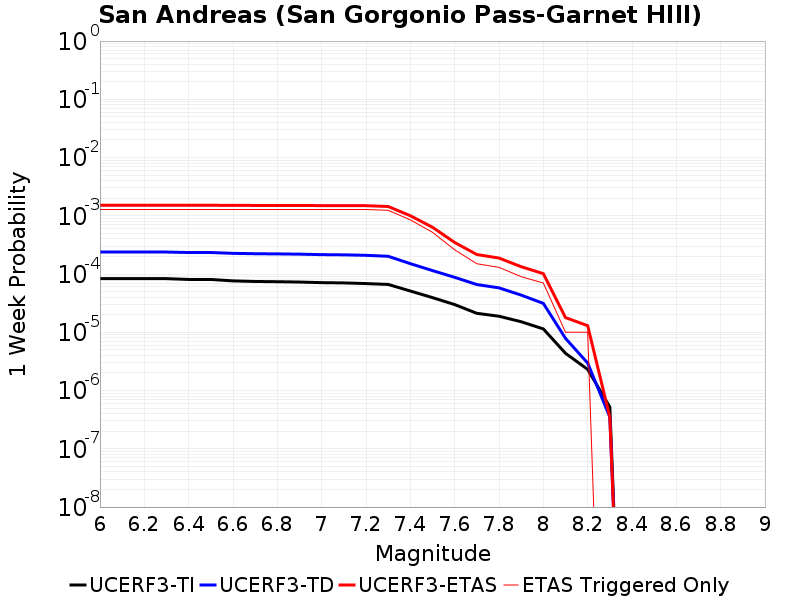 San Andreas (San Gorgonio Pass-Garnet HIll)
10^0
10^-1
10^-2
10^-3
10^-4
10^-5
10^-6
10^-7
10^-8
1 Week Probability
6 6.2 6.4 6.6 6.8 7 7.2 7.4 7.6 7.8 8 8.2 8.4 8.6 8.8 9
Magnitude
UCERF3-TI UCERF3-TD UCERF3-ETAS ETAS Triggered Only